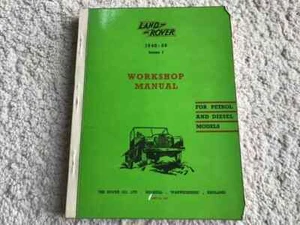 LAND
ROVER
1948-58
WORKSHOP
MANUAL
FOR PETROL
AND DIESEL
MODELS
THE ROVER CO. LTD SOLIHULL WARWICKSHIRE ENGLAND